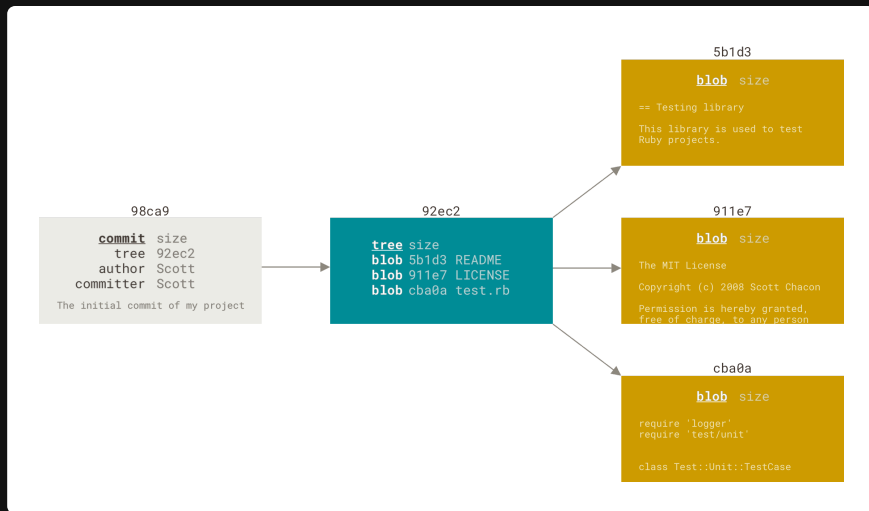 98ca9
commit size
tree 92ec2
author Scott
committer Scott
The initial commit of my project
92ec2
tree size
blob 5b1d3 README
blob 911e7 LICENSE
blob cba0a test.rb
5b1d3
blob size
== Testing library
This library is used to test
Ruby projects.
911e7
blob size
The MIT License
Copyright (c) 2008 Scott Chacon
Permission is hereby granted,
free of charge, to any person
cba0a
blob size
require 'logger'
require 'test/unit'
class Test::Unit::TestCase